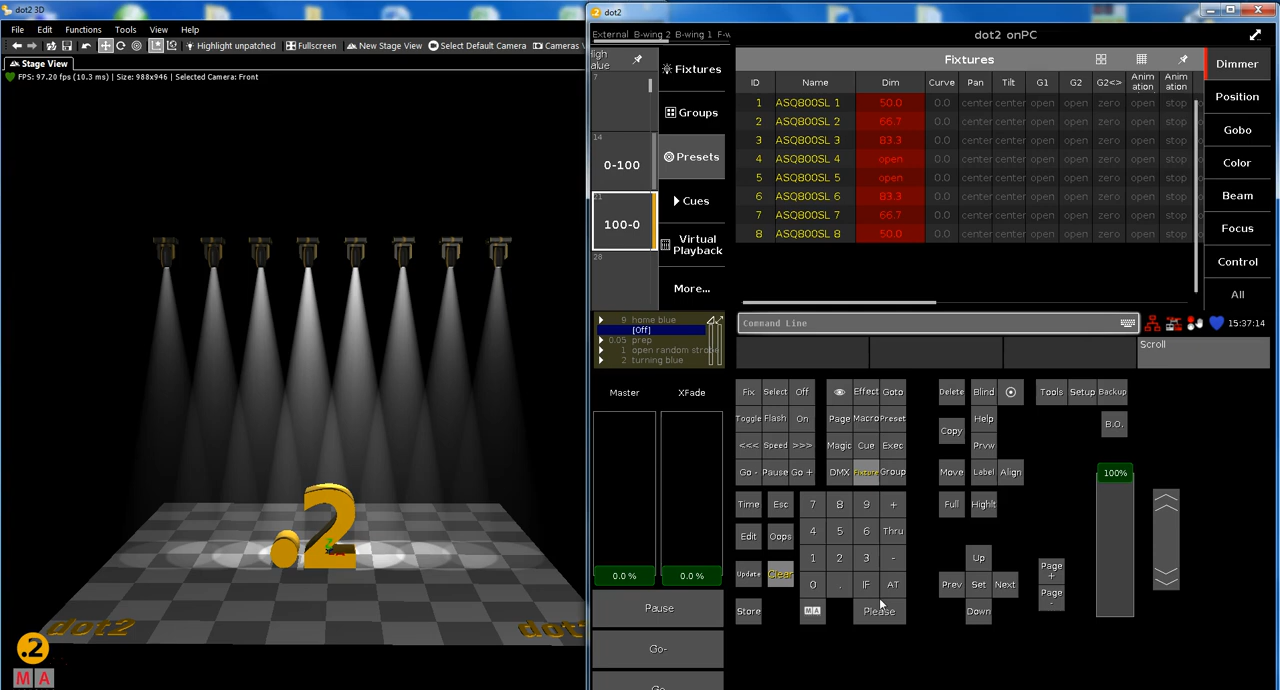 dot2 3D
File Edit Functions Tools View Help
Highlight unpatched Fullscreen New Stage View Select Default Camera Cameras
Stage View
FPS: 97.20 fps (10.3 ms) | Size: 988x946 | Selected Camera: Front
.2
dot2
dot
.2
M A
dot2
External B-wing 2 B-wing 1 F-w
dot2 onPC
High
alue
7
14
0-100
21
100-0
28
Fixtures
Groups
Presets
Cues
Virtual
Playback
More...
Fixtures
ID Name Dim Curve Pan Tilt G1 G2 G2<> Anim ation Anim ation
1 ASQ800SL 1 50.0 0.0 center center open open zero open stop
2 ASQ800SL 2 66.7 0.0 center center open open zero open stop
3 ASQ800SL 3 83.3 0.0 center center open open zero open stop
4 ASQ800SL 4 open 0.0 center center open open zero open stop
5 ASQ800SL 5 open 0.0 center center open open zero open stop
6 ASQ800SL 6 83.3 0.0 center center open open zero open stop
7 ASQ800SL 7 66.7 0.0 center center open open zero open stop
8 ASQ800SL 8 50.0 0.0 center center open open zero open stop
Dimmer
Position
Gobo
Color
Beam
Focus
Control
All
9 home blue
[Off]
0.05 prep
1 open random strobe
2 turning blue
Command Line
15:37:14
Scroll
Master XFade
0.0 % 0.0 %
Pause
Go-
Go
Fix Select Off Effect Goto Delete Blind Tools Setup Backup
Toggle Flash On Page Macro Preset Copy Help B.O.
<<< Speed >>> Magic Cue Exec Prvw
Go - Pause Go + DMX Fixture Group Move Label Align 100%
Time Esc 7 8 9 + Full Highlt
Edit Oops 4 5 6 Thru
Update Clear 1 2 3 - Up Page +
0 . IF AT Prev Set Next Page -
Store MA Please Down